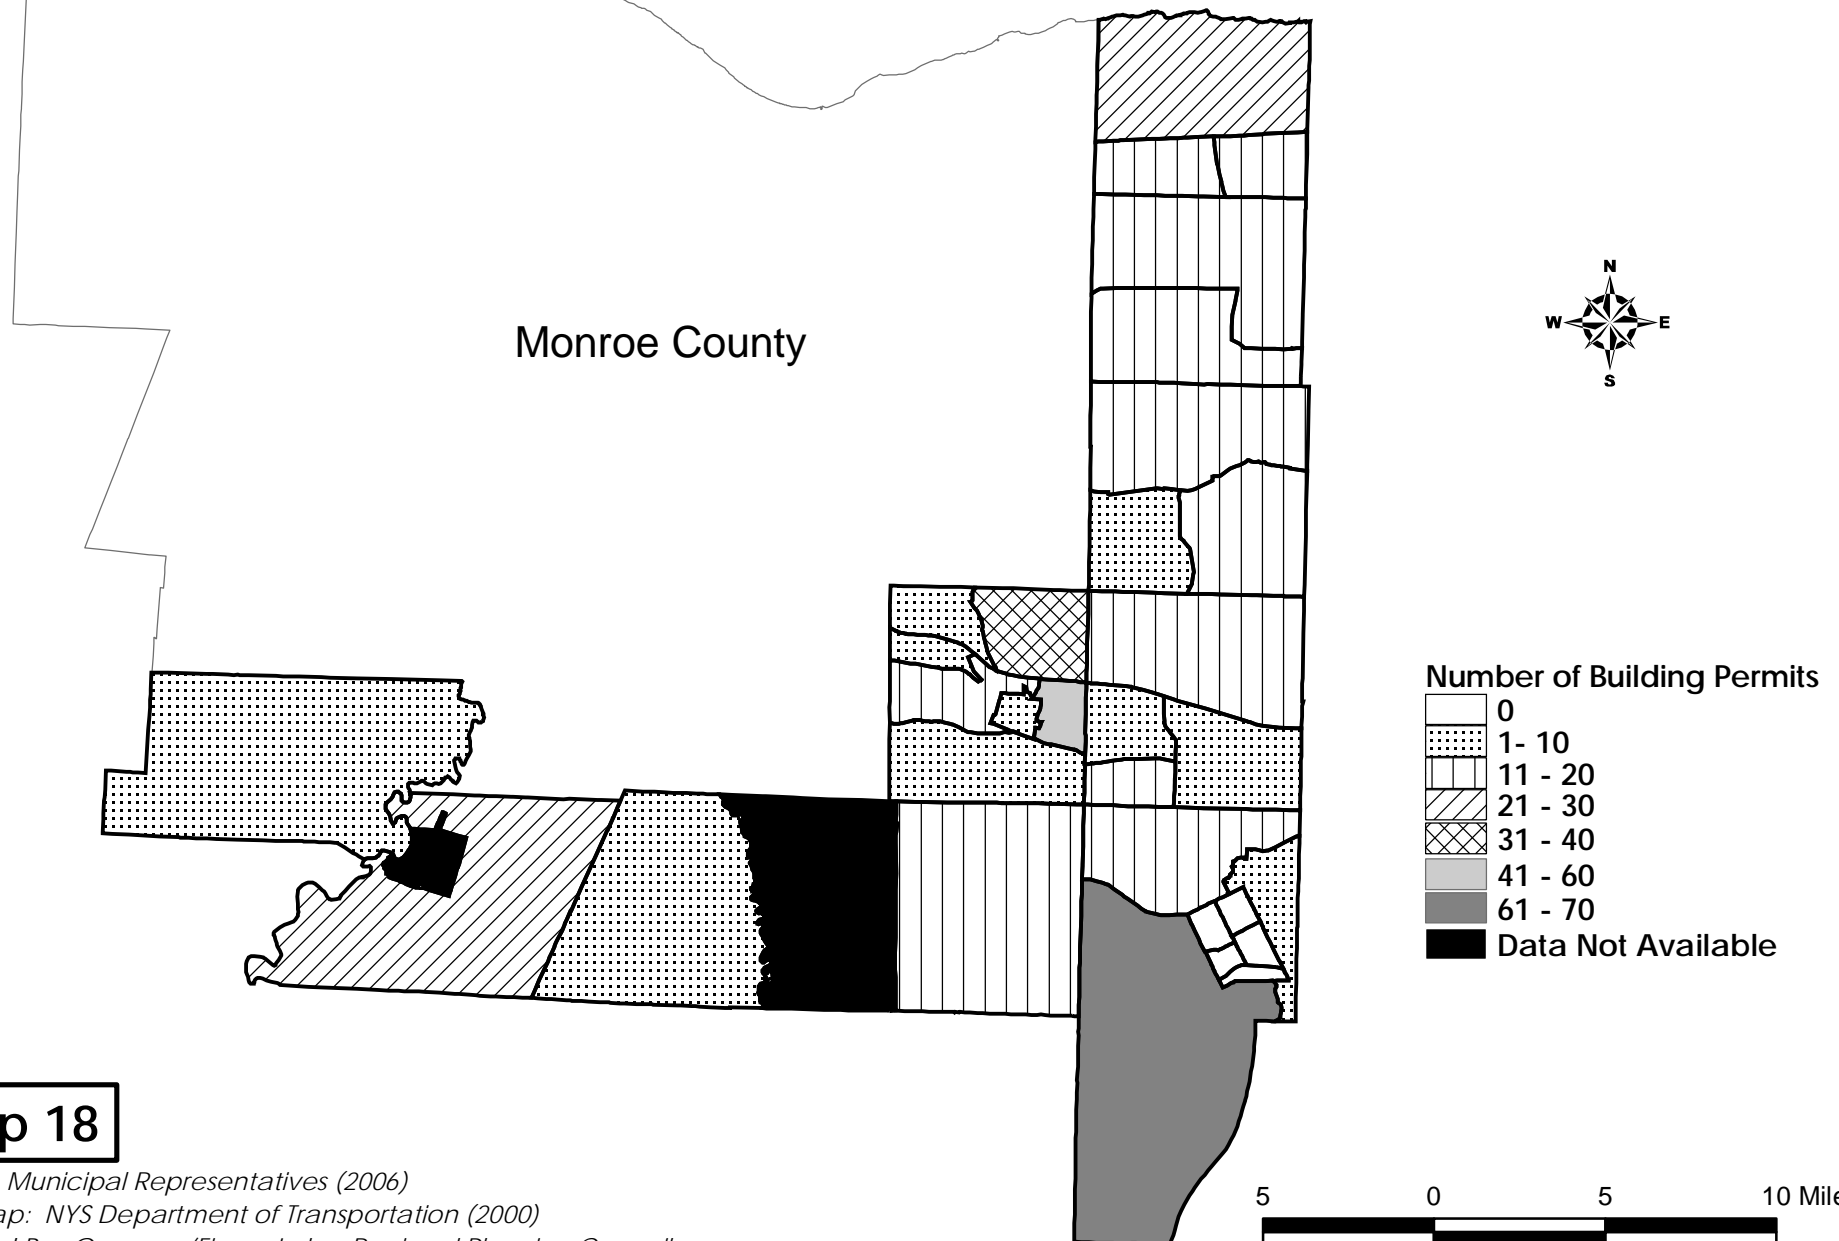 Monroe County
N
W E
S
Number of Building Permits
0
1- 10
11 - 20
21 - 30
31 - 40
41 - 60
61 - 70
Data Not Available
p 18
Municipal Representatives (2006)
ap: NYS Department of Transportation (2000)
5 0 5 10 Mile